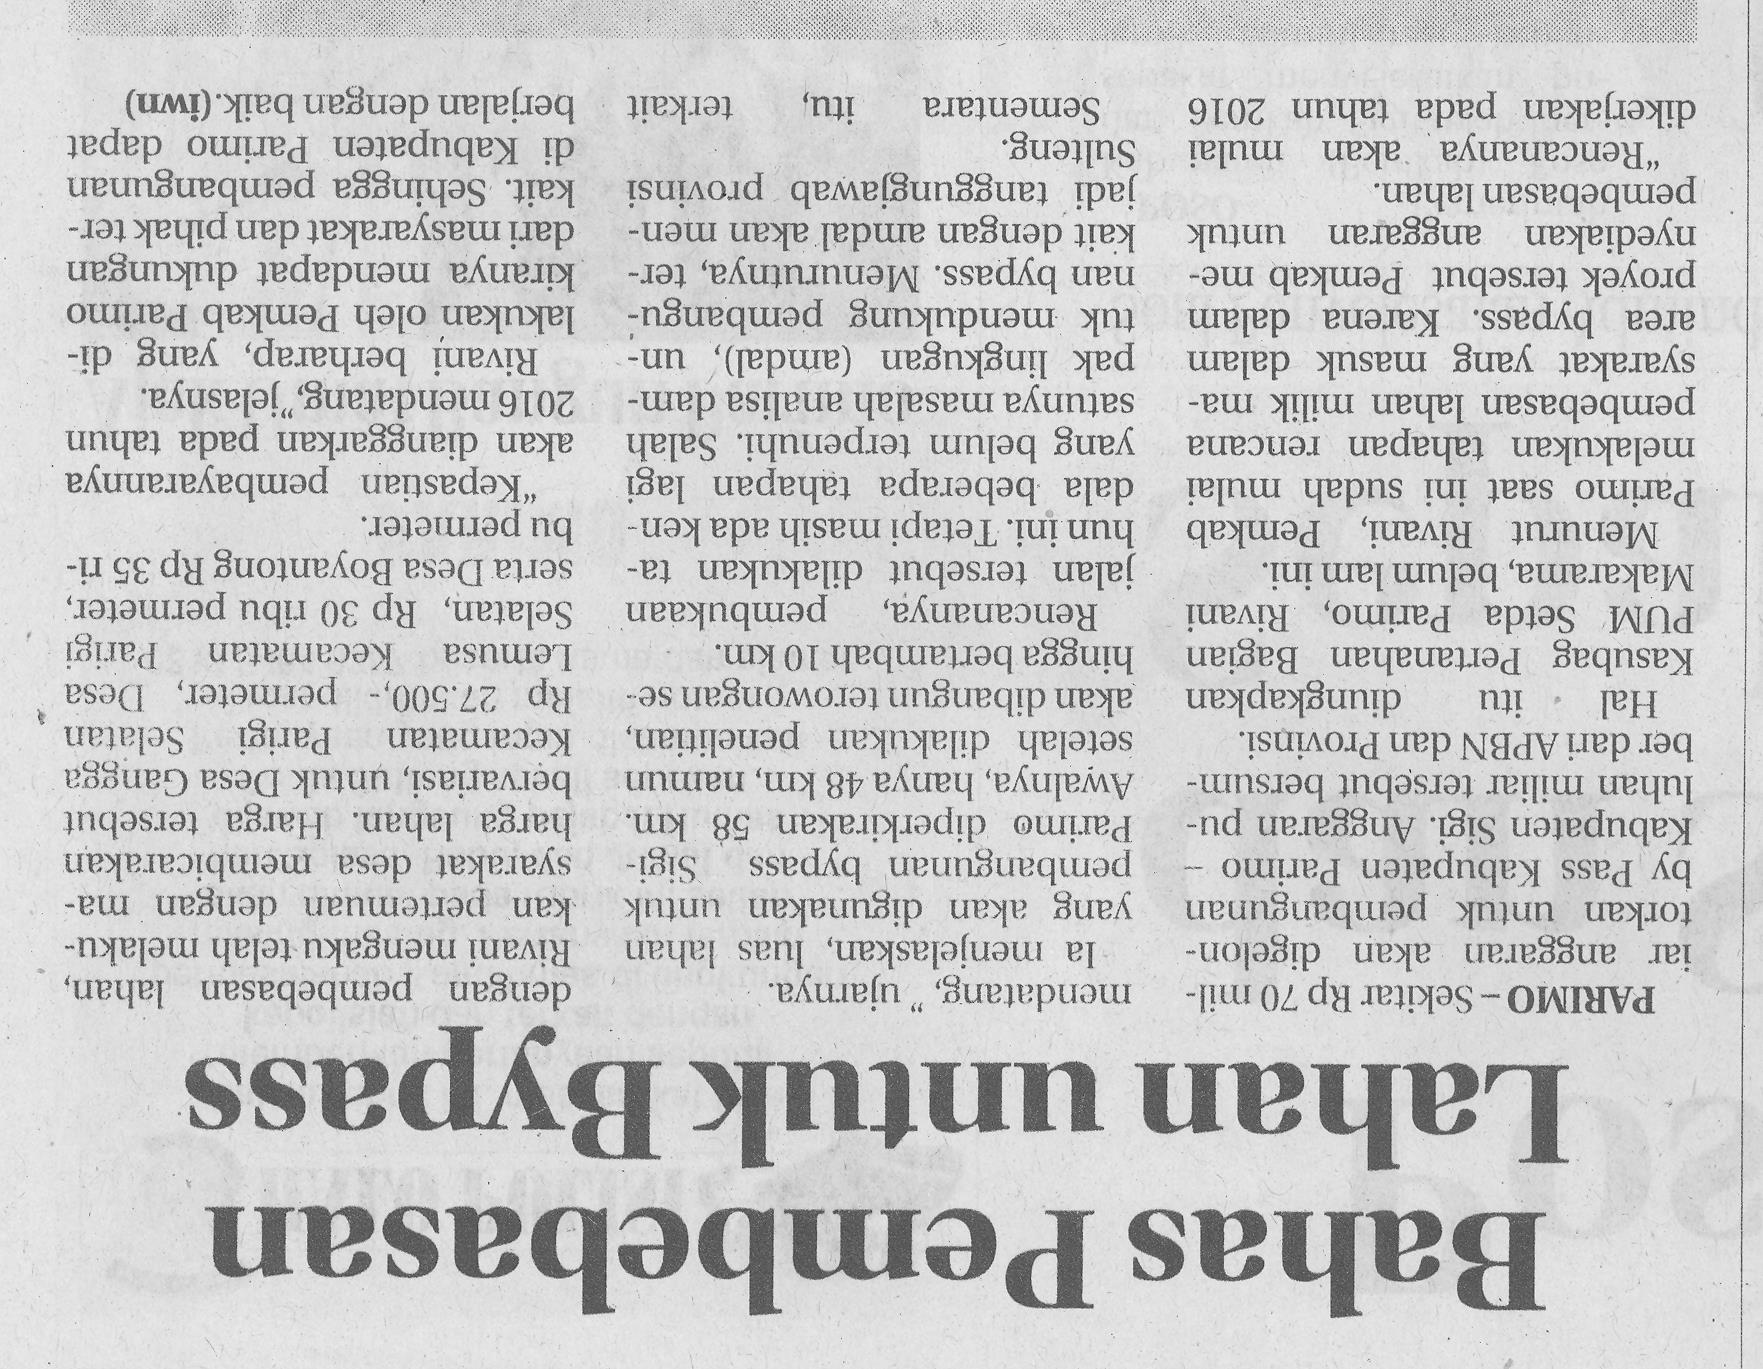 Bahas Pembebasan
Lahan untuk Bypass
PARIMO – Sekitar Rp 70 mil-
iar anggaran akan digelon-
torkan untuk pembangunan
by Pass Kabupaten Parimo –
Kabupaten Sigi. Anggaran pu-
luhan miliar tersebut bersum-
ber dari APBN dan Provinsi.
Hal itu diungkapkan
Kasubag Pertanahan Bagian
PUM Setda Parimo, Rivani
Makarama, belum lam ini.
Menurut Rivani, Pemkab
Parimo saat ini sudah mulai
melakukan tahapan rencana
pembebasan lahan milik ma-
syarakat yang masuk dalam
area bypass. Karena dalam
proyek tersebut Pemkab me-
nyediakan anggaran untuk
pembebasan lahan.
“Rencananya akan mulai
dikerjakan pada tahun 2016
mendatang,” ujarnya.
Ia menjelaskan, luas lahan
yang akan digunakan untuk
pembangunan bypass Sigi-
Parimo diperkirakan 58 km.
Awalnya, hanya 48 km, namun
setelah dilakukan penelitian,
akan dibangun terowongan se-
hingga bertambah 10 km.
Rencananya, pembukaan
jalan tersebut dilakukan ta-
hun ini. Tetapi masih ada ken-
dala beberapa tahapan lagi
yang belum terpenuhi. Salah
satunya masalah analisa dam-
pak lingkugan (amdal), un-
tuk mendukung pembangu-
nan bypass. Menurutnya, ter-
kait dengan amdal akan men-
jadi tanggungjawab provinsi
Sulteng.
Sementara itu, terkait
dengan pembebasan lahan,
Rivani mengaku telah melaku-
kan pertemuan dengan ma-
syarakat desa membicarakan
harga lahan. Harga tersebut
bervariasi, untuk Desa Gangga
Kecamatan Parigi Selatan
Rp 27.500,- permeter, Desa
Lemusa Kecamatan Parigi
Selatan, Rp 30 ribu permeter,
serta Desa Boyantong Rp 35 ri-
bu permeter.
“Kepastian pembayarannya
akan dianggarkan pada tahun
2016 mendatang,”jelasnya.
Rivani berharap, yang di-
lakukan oleh Pemkab Parimo
kiranya mendapat dukungan
dari masyarakat dan pihak ter-
kait. Sehingga pembangunan
di Kabupaten Parimo dapat
berjalan dengan baik.(iwn)